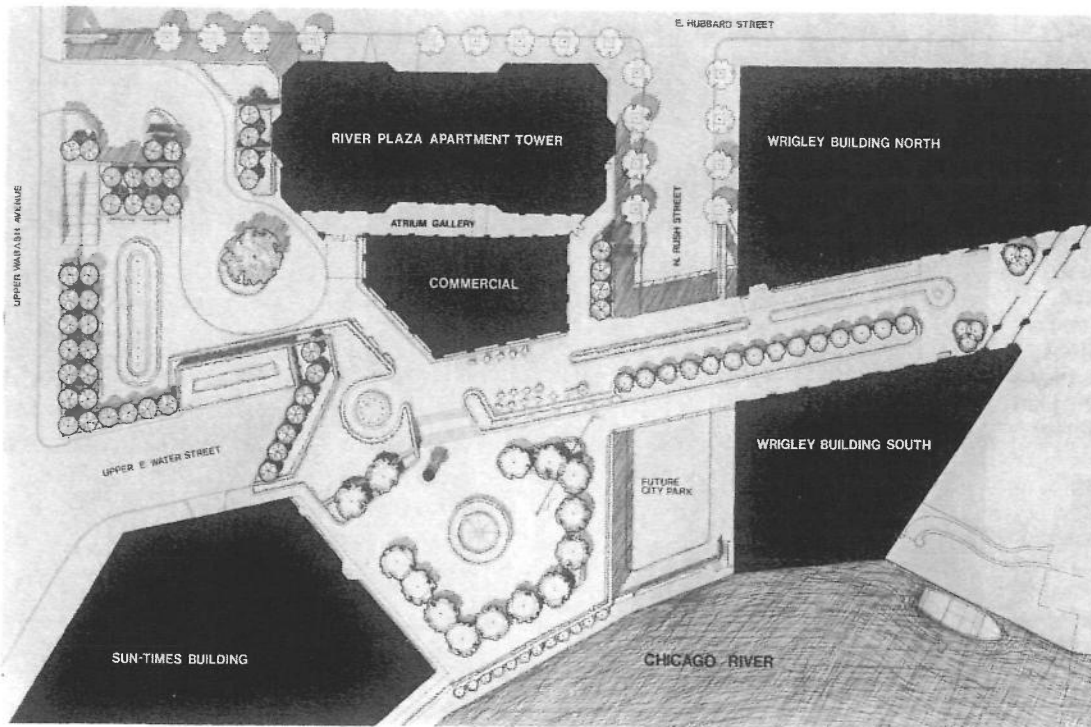 E. HUBBARD STREET
RIVER PLAZA APARTMENT TOWER
WRIGLEY BUILDING NORTH
UPPER WABASH AVENUE
ATRIUM GALLERY
N. RUSH STREET
COMMERCIAL
UPPER E WATER STREET
WRIGLEY BUILDING SOUTH
FUTURE
CITY PARK
SUN-TIMES BUILDING
CHICAGO RIVER